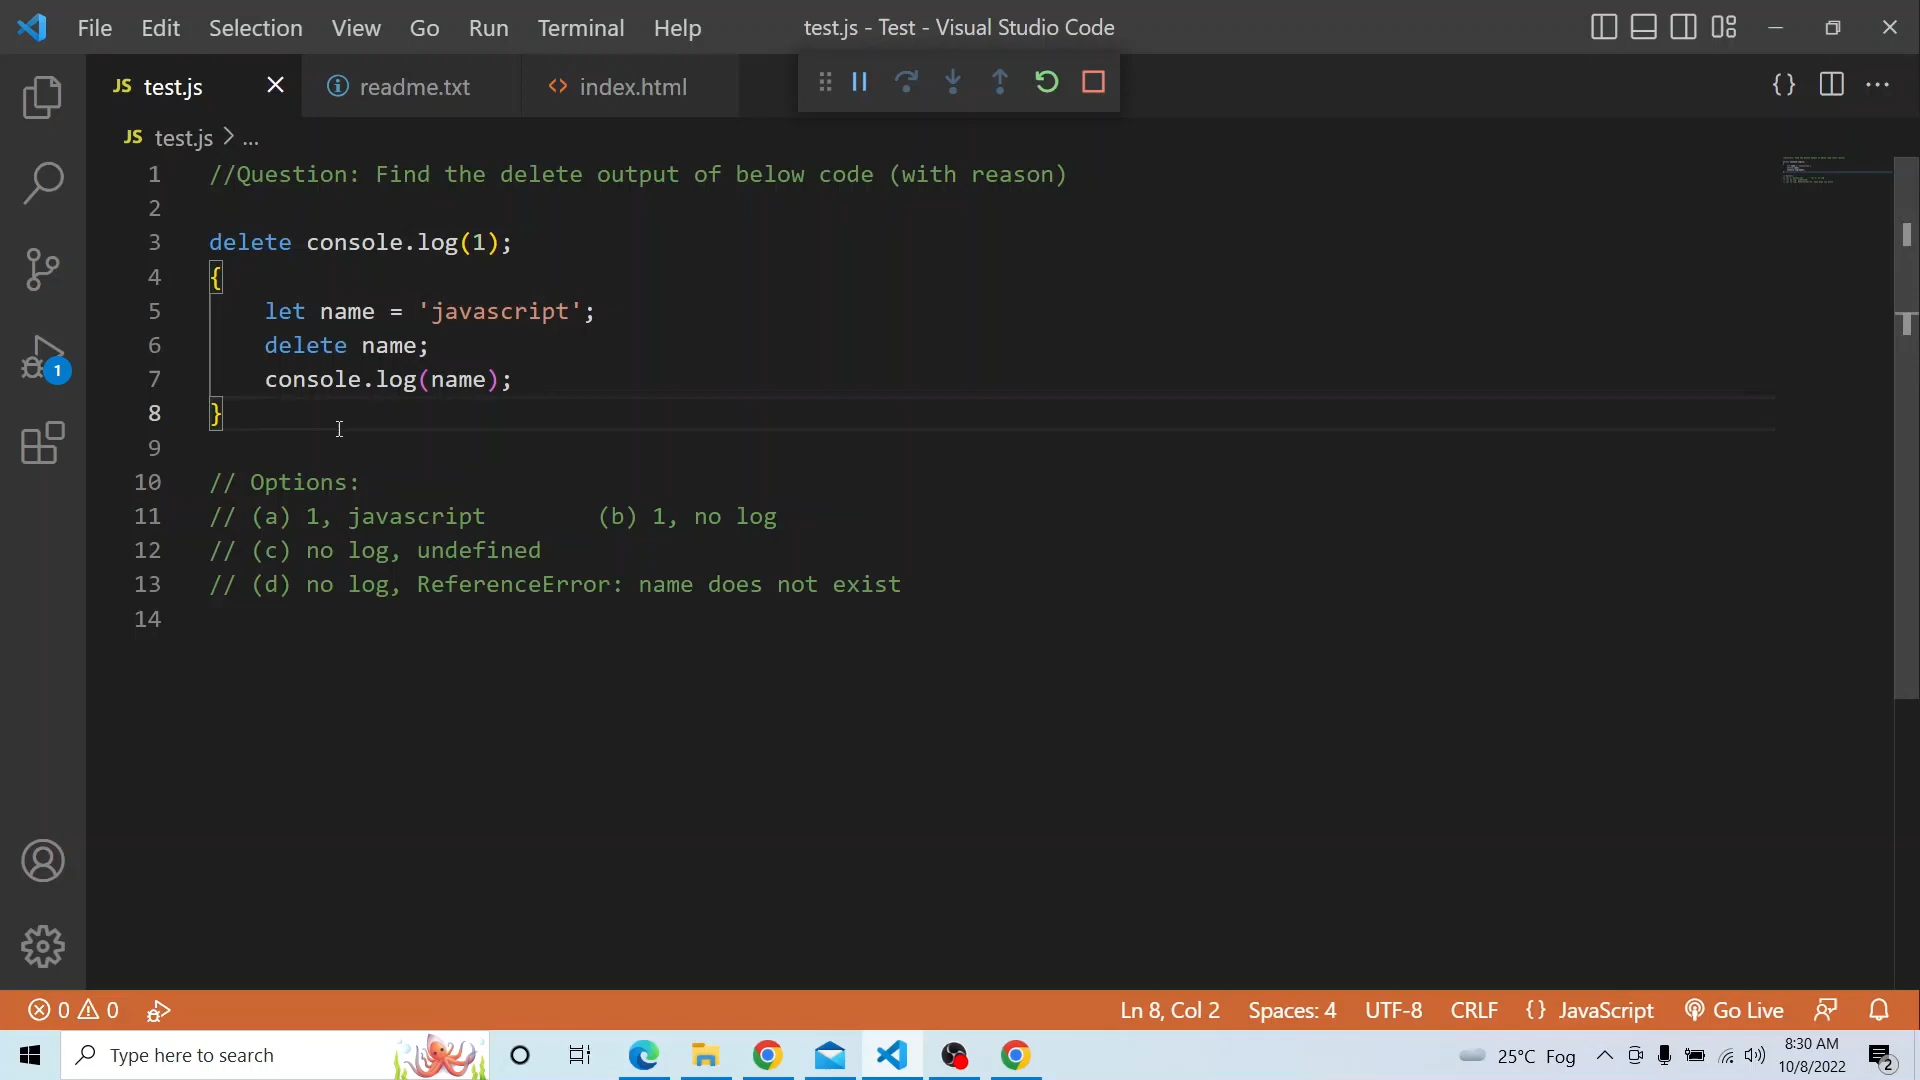 File Edit Selection View Go Run Terminal Help test.js - Test - Visual Studio Code
JS test.js readme.txt index.html
JS test.js > ...
1 //Question: Find the delete output of below code (with reason)
2
3 delete console.log(1);
4 {
5 let name = 'javascript';
6 delete name;
7 console.log(name);
8 }
9
10 // Options:
11 // (a) 1, javascript (b) 1, no log
12 // (c) no log, undefined
13 // (d) no log, ReferenceError: name does not exist
14
1
0 0 Ln 8, Col 2 Spaces: 4 UTF-8 CRLF {} JavaScript Go Live
Type here to search 25°C Fog 8:30 AM
10/8/2022 2